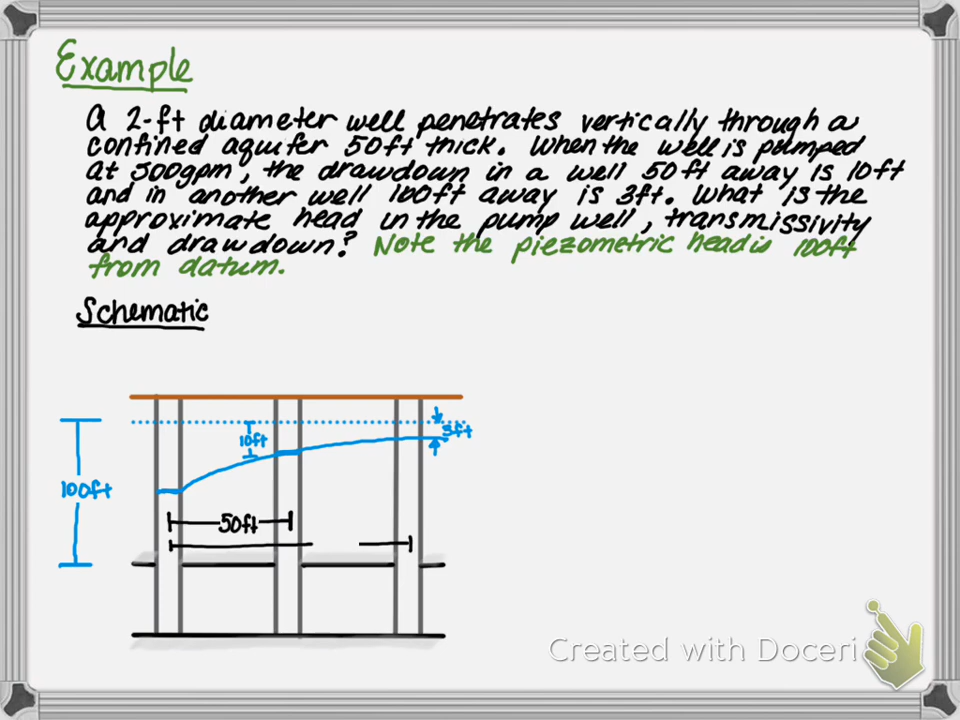 Example
A 2-ft diameter well penetrates vertically through a
confined aquifer 50ft thick. When the well is pumped
at 500gpm, the drawdown in a well 50ft away is 10ft
and in another well 100ft away is 3ft. What is the
approximate head in the pump well, transmissivity
and drawdown? Note the piezometric head is 100ft
from datum.
Schematic
10ft
3ft
100ft
50ft
Created with Doceri